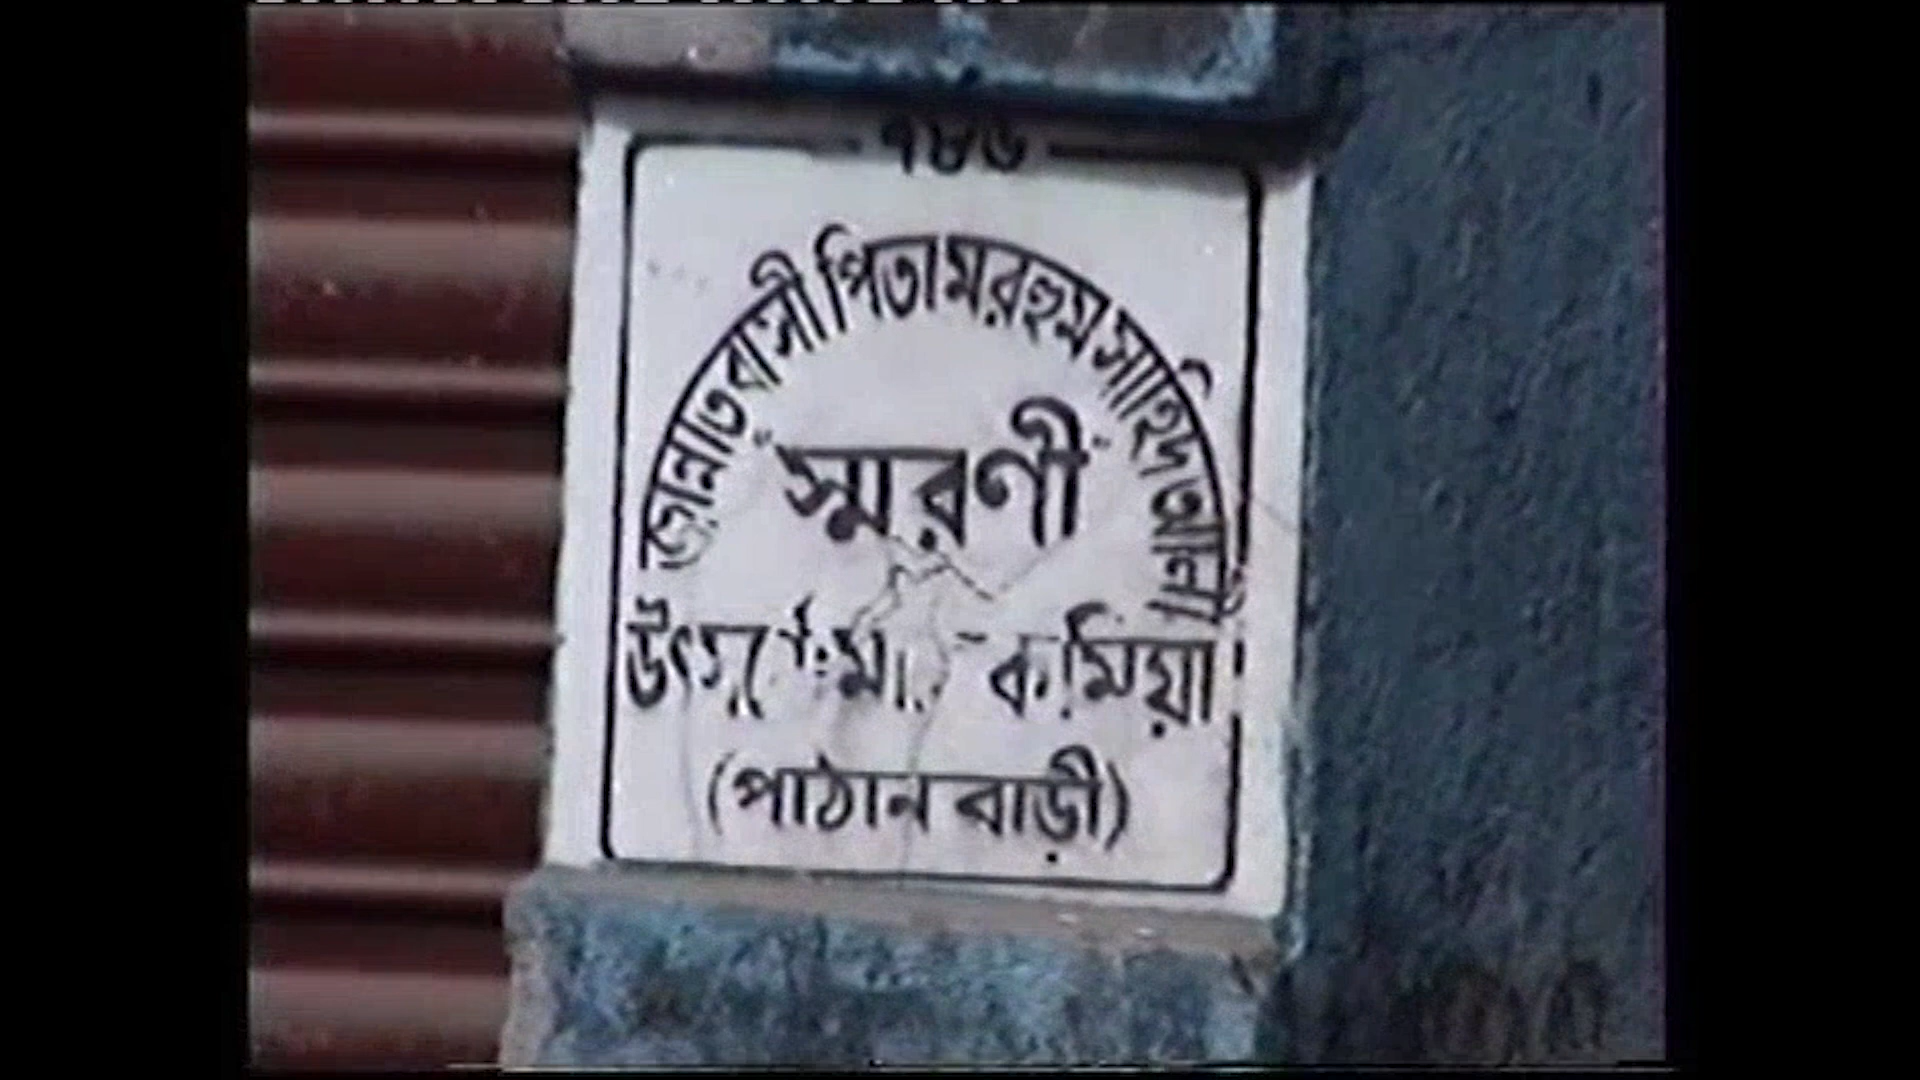 ৭৮৬
জান্নাতবাসী পিতা মরহুম সাহিদ আলী
স্মরণী
মিয়া
(পাঠান বাড়ী)